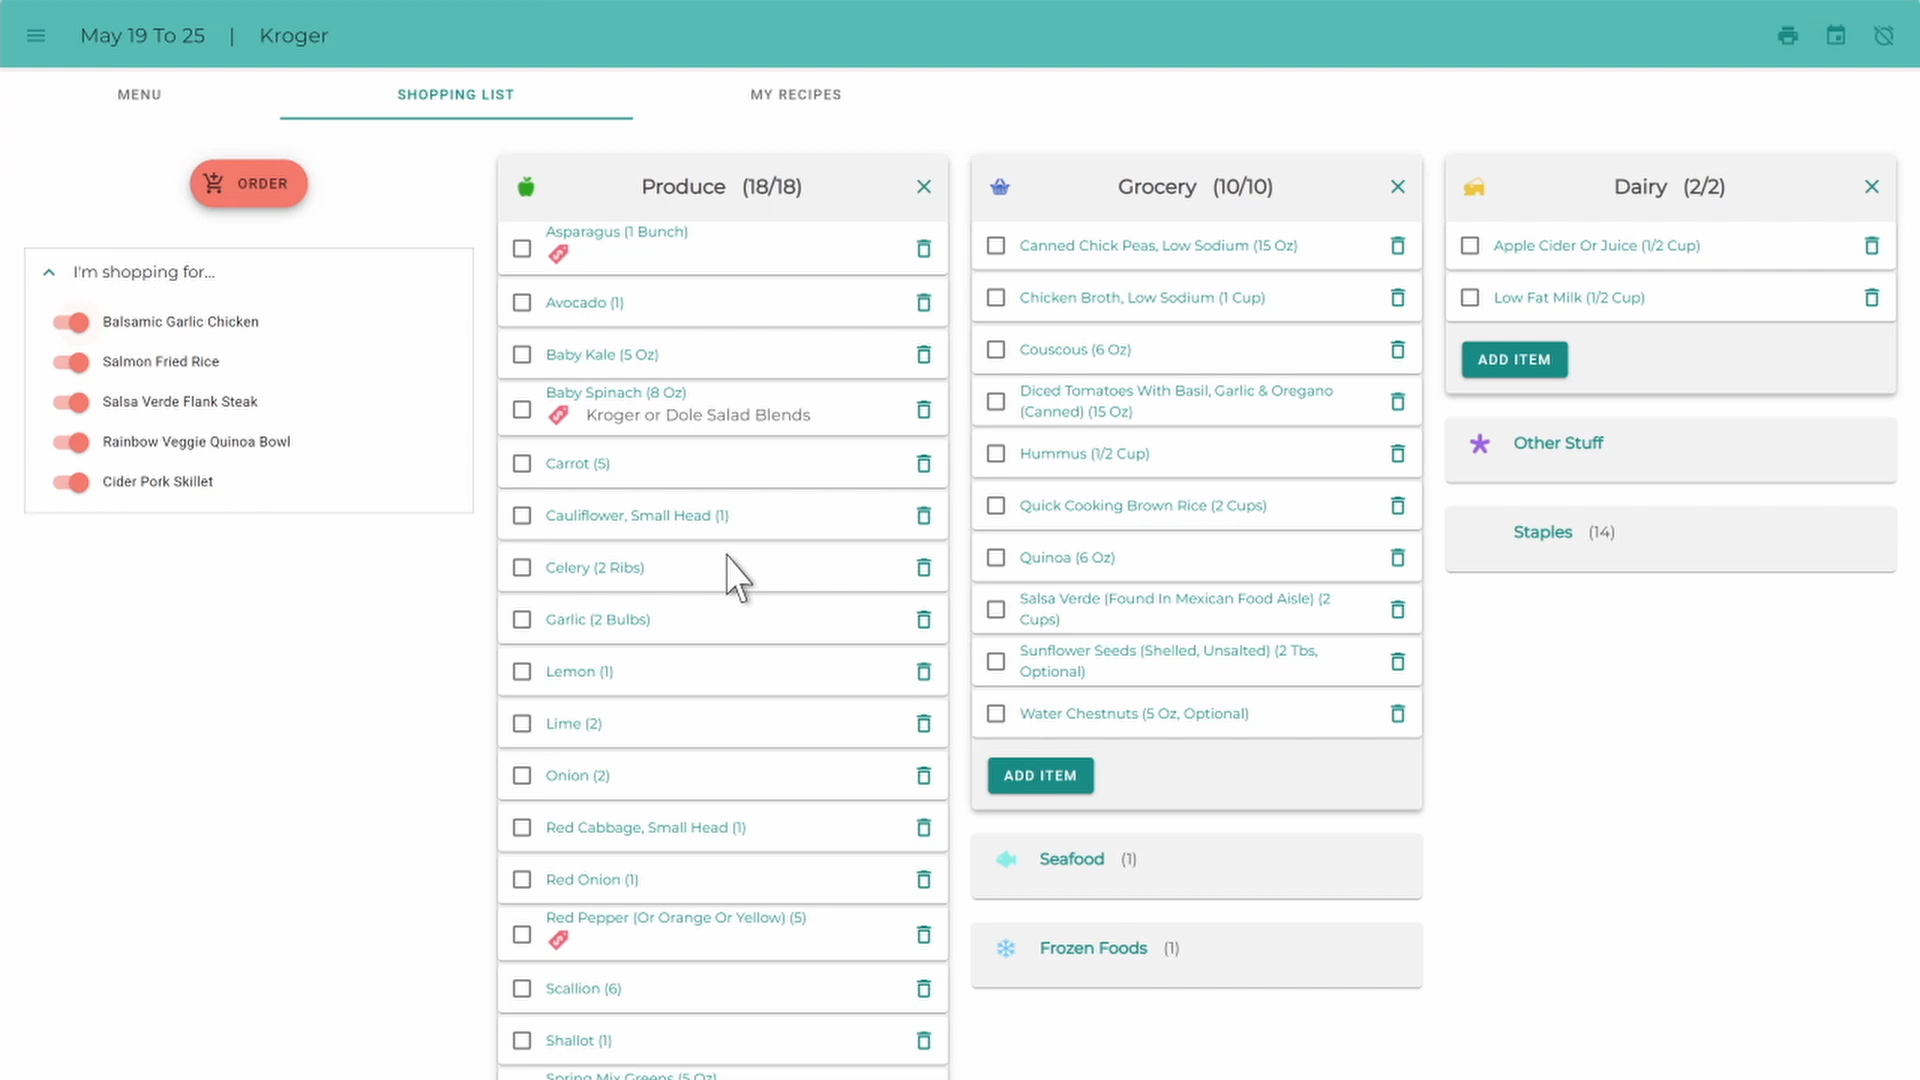 May 19 To 25 | Kroger
MENU
SHOPPING LIST
MY RECIPES
ORDER
I'm shopping for...
Balsamic Garlic Chicken
Salmon Fried Rice
Salsa Verde Flank Steak
Rainbow Veggie Quinoa Bowl
Cider Pork Skillet
Produce (18/18)
Asparagus (1 Bunch)
Avocado (1)
Baby Kale (5 Oz)
Baby Spinach (8 Oz)
Kroger or Dole Salad Blends
Carrot (5)
Cauliflower, Small Head (1)
Celery (2 Ribs)
Garlic (2 Bulbs)
Lemon (1)
Lime (2)
Onion (2)
Red Cabbage, Small Head (1)
Red Onion (1)
Red Pepper (Or Orange Or Yellow) (5)
Scallion (6)
Shallot (1)
Spring Mix Greens (5 Oz)
Grocery (10/10)
Canned Chick Peas, Low Sodium (15 Oz)
Chicken Broth, Low Sodium (1 Cup)
Couscous (6 Oz)
Diced Tomatoes With Basil, Garlic & Oregano
(Canned) (15 Oz)
Hummus (1/2 Cup)
Quick Cooking Brown Rice (2 Cups)
Quinoa (6 Oz)
Salsa Verde (Found In Mexican Food Aisle) (2
Cups)
Sunflower Seeds (Shelled, Unsalted) (2 Tbs,
Optional)
Water Chestnuts (5 Oz, Optional)
ADD ITEM
Seafood (1)
Frozen Foods (1)
Dairy (2/2)
Apple Cider Or Juice (1/2 Cup)
Low Fat Milk (1/2 Cup)
ADD ITEM
Other Stuff
Staples (14)